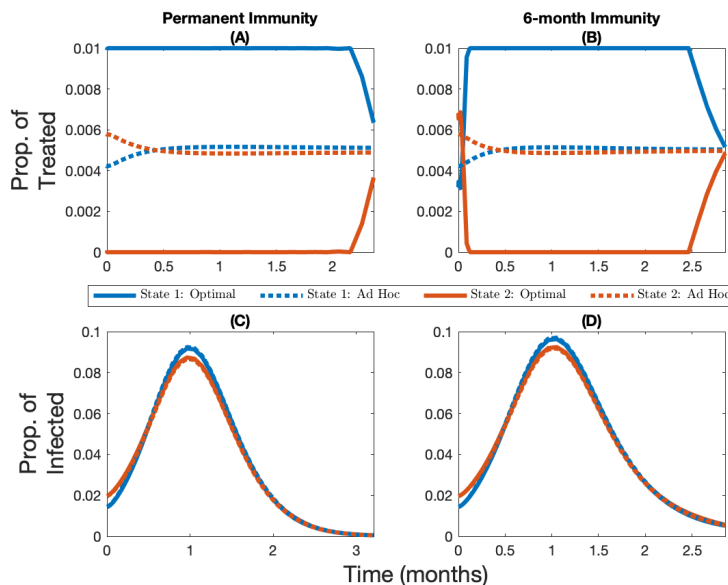 Permanent Immunity
(A)
6-month Immunity
(B)
Prop. of
Treated
0.01
0.008
0.006
0.004
0.002
0
0 0.5 1 1.5 2
0.01
0.008
0.006
0.004
0.002
0
0 0.5 1 1.5 2 2.5
State 1: Optimal State 1: Ad Hoc State 2: Optimal State 2: Ad Hoc
(C)
(D)
Prop. of
Infected
0.1
0.08
0.06
0.04
0.02
0
0 1 2 3
0.1
0.08
0.06
0.04
0.02
0
0 0.5 1 1.5 2 2.5
Time (months)